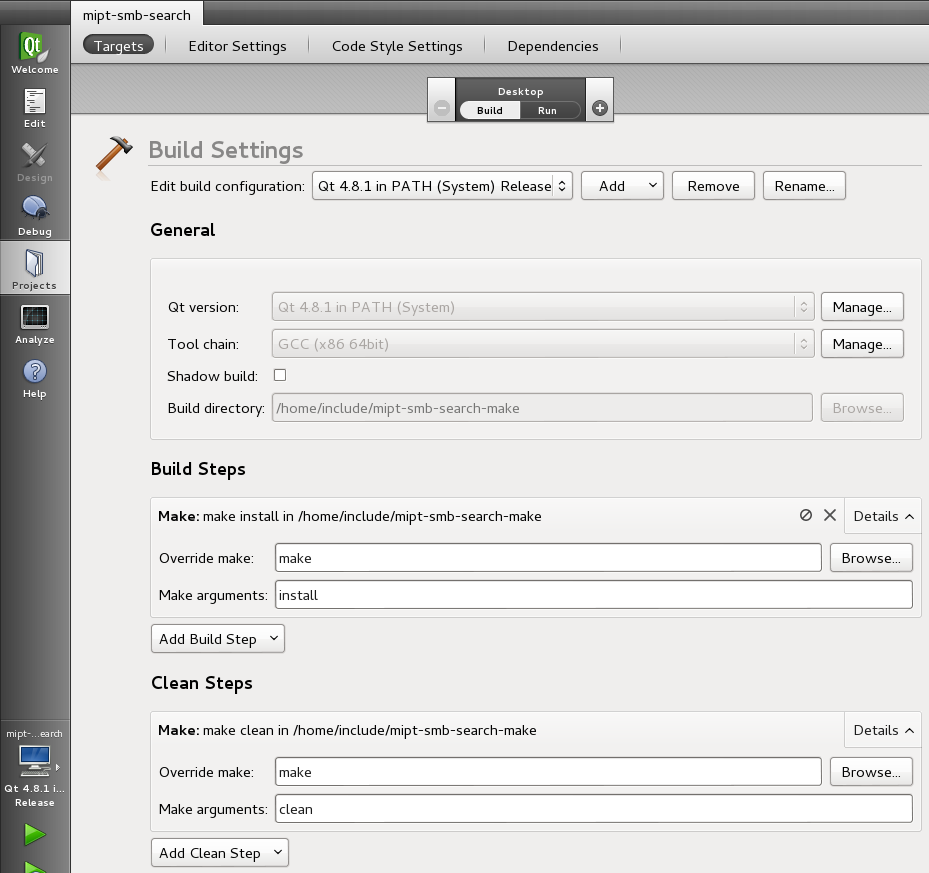 mipt-smb-search
Targets Editor Settings Code Style Settings Dependencies
Welcome
Edit
Design
Debug
Projects
Analyze
Help
Desktop
Build Run
Build Settings
Edit build configuration: Qt 4.8.1 in PATH (System) Release Add Remove Rename...
General
Qt version: Qt 4.8.1 in PATH (System) Manage...
Tool chain: GCC (x86 64bit) Manage...
Shadow build:
Build directory: /home/include/mipt-smb-search-make Browse...
Build Steps
Make: make install in /home/include/mipt-smb-search-make Details
Override make: make Browse...
Make arguments: install
Add Build Step
Clean Steps
Make: make clean in /home/include/mipt-smb-search-make Details
Override make: make Browse...
Make arguments: clean
Add Clean Step
mipt-...earch
Qt 4.8.1 i...
Release